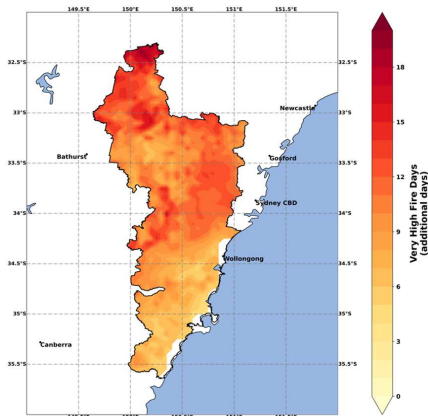 149.5°E 150°E 150.5°E 151°E 151.5°E
32.5°S 32.5°S
33°S 33°S
33.5°S 33.5°S
34°S 34°S
34.5°S 34.5°S
35°S 35°S
35.5°S 35.5°S
Newcastle
Bathurst
Gosford
Sydney CBD
Wollongong
Canberra
18
15
12
9
6
3
0
Very High Fire Days
(additional days)